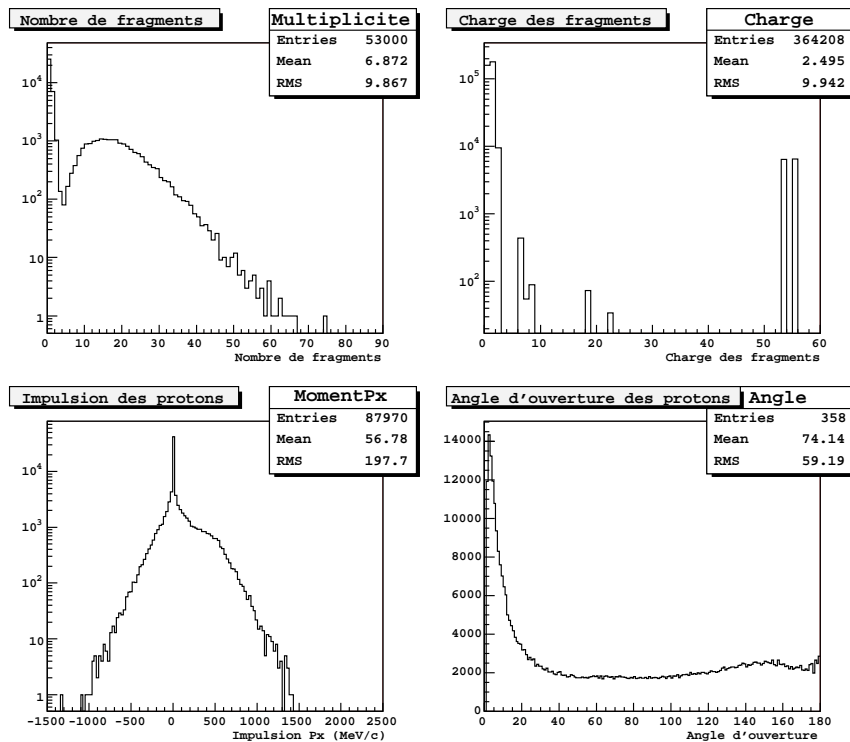 Nombre de fragments
Multiplicite
Entries 53000
Mean 6.872
RMS 9.867
10^4
10^3
10^2
10
1
0 10 20 30 40 50 60 70 80 90
Nombre de fragments
Charge des fragments
Charge
Entries 364208
Mean 2.495
RMS 9.942
10^5
10^4
10^3
10^2
0 10 20 30 40 50 60
Charge des fragments
Impulsion des protons
MomentPx
Entries 87970
Mean 56.78
RMS 197.7
10^4
10^3
10^2
10
1
-1500 -1000 -500 0 500 1000 1500 2000 2500
Impulsion Px (MeV/c)
Angle d'ouverture des protons
Angle
Entries 358
Mean 74.14
RMS 59.19
14000
12000
10000
8000
6000
4000
2000
0
0 20 40 60 80 100 120 140 160 180
Angle d'ouverture